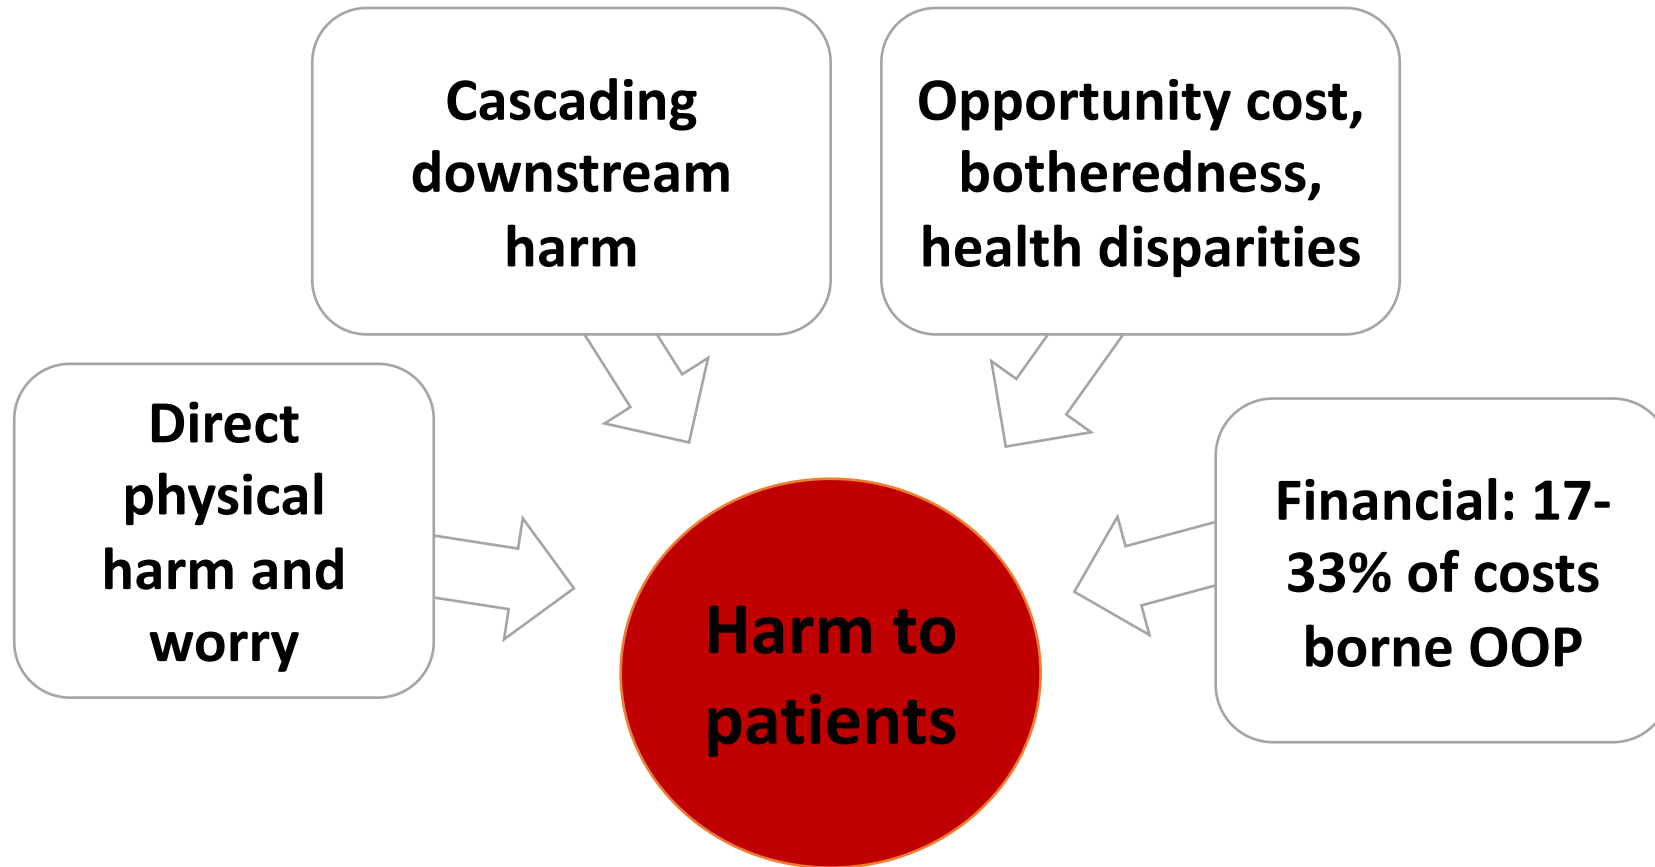 Cascading
downstream
harm
Opportunity cost,
botheredness,
health disparities
Direct
physical
harm and
worry
Financial: 17-
33% of costs
borne OOP
Harm to
patients